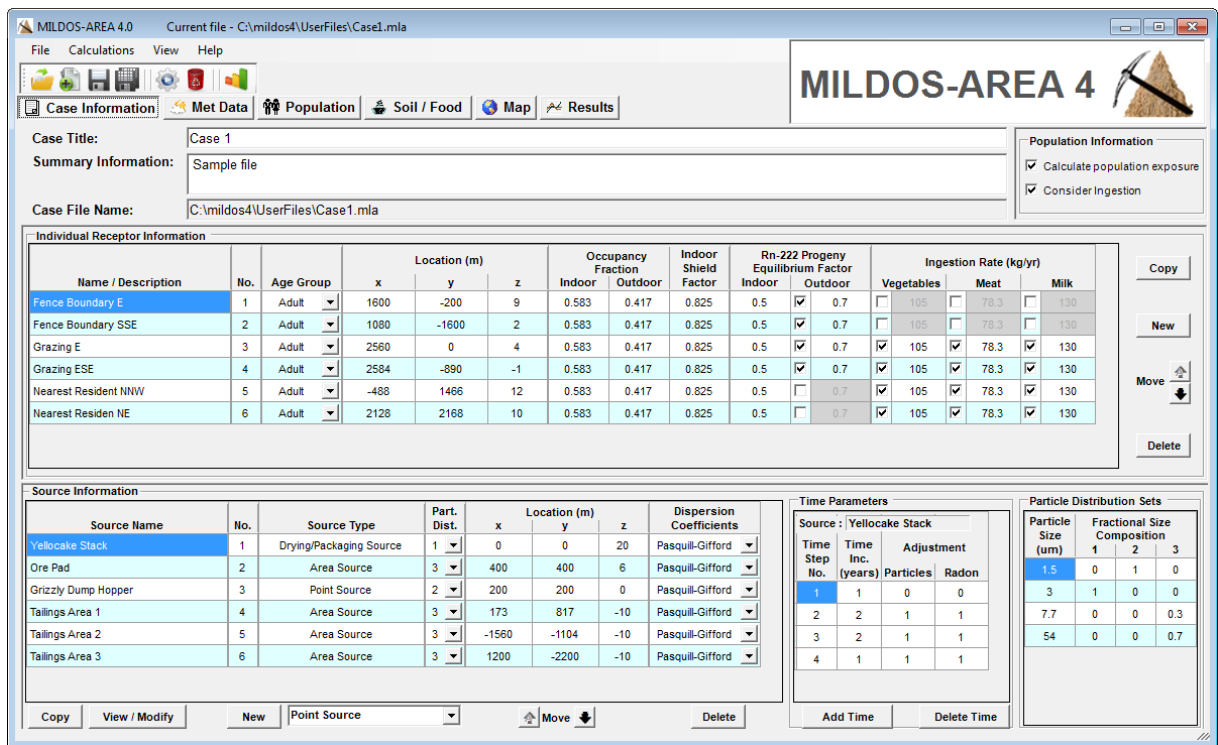 MILDOS-AREA 4.0 Current file - C:\mildos4\UserFiles\Case1.mla
File Calculations View Help
MILDOS-AREA 4
Case Information Met Data Population Soil / Food Map Results
Case Title: Case 1
Summary Information: Sample file
Case File Name: C:\mildos4\UserFiles\Case1.mla
Population Information
Calculate population exposure
Consider Ingestion
Individual Receptor Information
Name / Description No. Age Group Location (m) x y z Occupancy Fraction Indoor Outdoor Indoor Shield Factor Rn-222 Progeny Equilibrium Factor Indoor Outdoor Ingestion Rate (kg/yr) Vegetables Meat Milk
Fence Boundary E 1 Adult 1600 -200 9 0.583 0.417 0.825 0.5 0.7 105 78.3 130
Fence Boundary SSE 2 Adult 1080 -1600 2 0.583 0.417 0.825 0.5 0.7 105 78.3 130
Grazing E 3 Adult 2560 0 4 0.583 0.417 0.825 0.5 0.7 105 78.3 130
Grazing ESE 4 Adult 2584 -890 -1 0.583 0.417 0.825 0.5 0.7 105 78.3 130
Nearest Resident NNW 5 Adult -488 1466 12 0.583 0.417 0.825 0.5 0.7 105 78.3 130
Nearest Residen NE 6 Adult 2128 2168 10 0.583 0.417 0.825 0.5 0.7 105 78.3 130
Copy
New
Move
Delete
Source Information
Source Name No. Source Type Part. Dist. Location (m) x y z Dispersion Coefficients
Yellocake Stack 1 Drying/Packaging Source 1 0 0 20 Pasquill-Gifford
Ore Pad 2 Area Source 3 400 400 6 Pasquill-Gifford
Grizzly Dump Hopper 3 Point Source 2 200 200 0 Pasquill-Gifford
Tailings Area 1 4 Area Source 3 173 817 -10 Pasquill-Gifford
Tailings Area 2 5 Area Source 3 -1560 -1104 -10 Pasquill-Gifford
Tailings Area 3 6 Area Source 3 1200 -2200 -10 Pasquill-Gifford
Copy View / Modify New Point Source Move Delete
Time Parameters
Source : Yellocake Stack
Time Step No. Time Inc. (years) Adjustment Particles Radon
1 1 0 0
2 2 1 1
3 2 1 1
4 1 1 1
Add Time Delete Time
Particle Distribution Sets
Particle Size (um) Fractional Size Composition 1 2 3
1.5 0 1 0
3 1 0 0
7.7 0 0 0.3
54 0 0 0.7